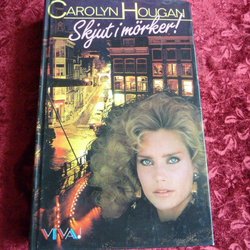 CAROLYN HOUGAN
Skjut i mörker!
VIVA!